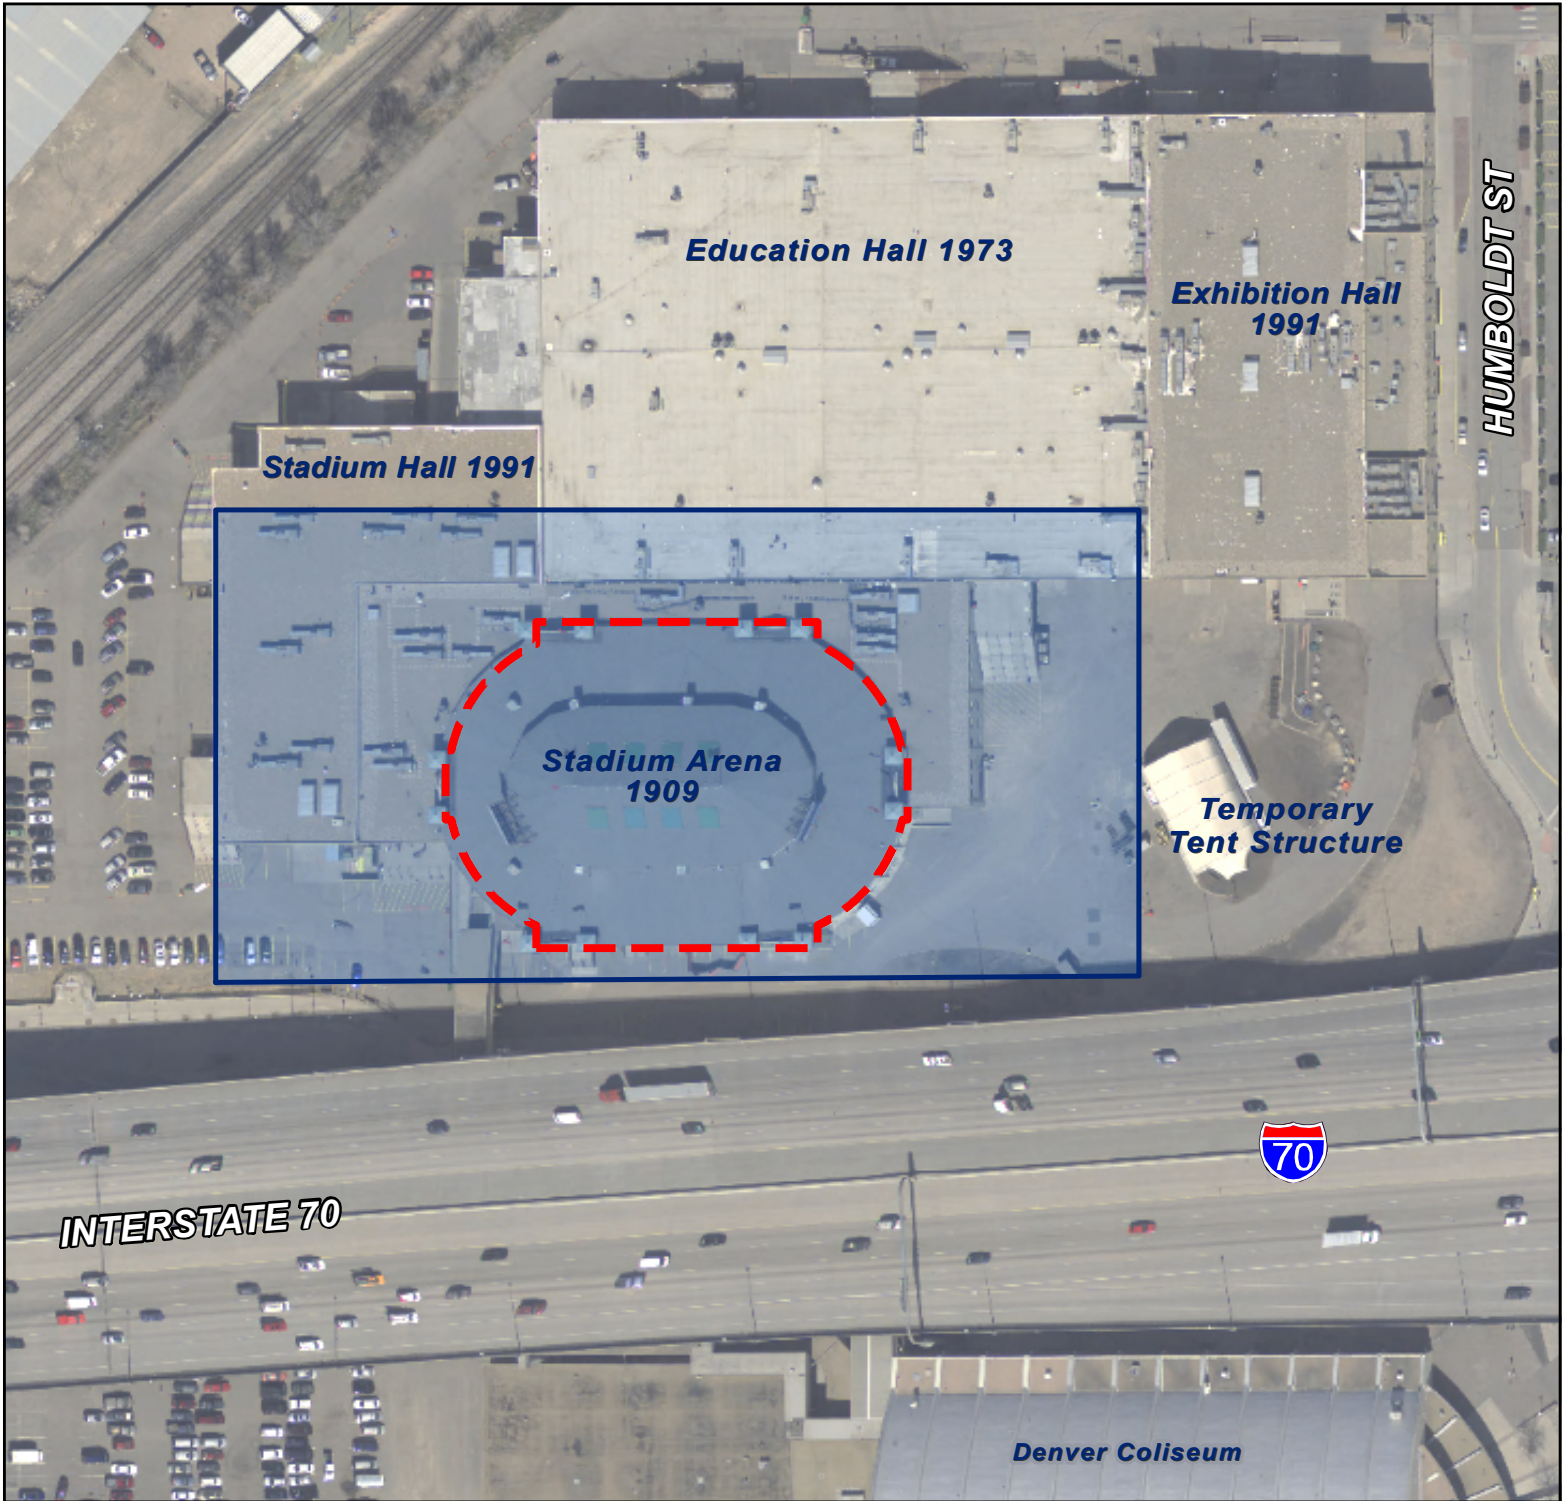 Education Hall 1973
Exhibition Hall
1991
HUMBOLDT ST
Stadium Hall 1991
Stadium Arena
1909
Temporary
Tent Structure
70
INTERSTATE 70
Denver Coliseum